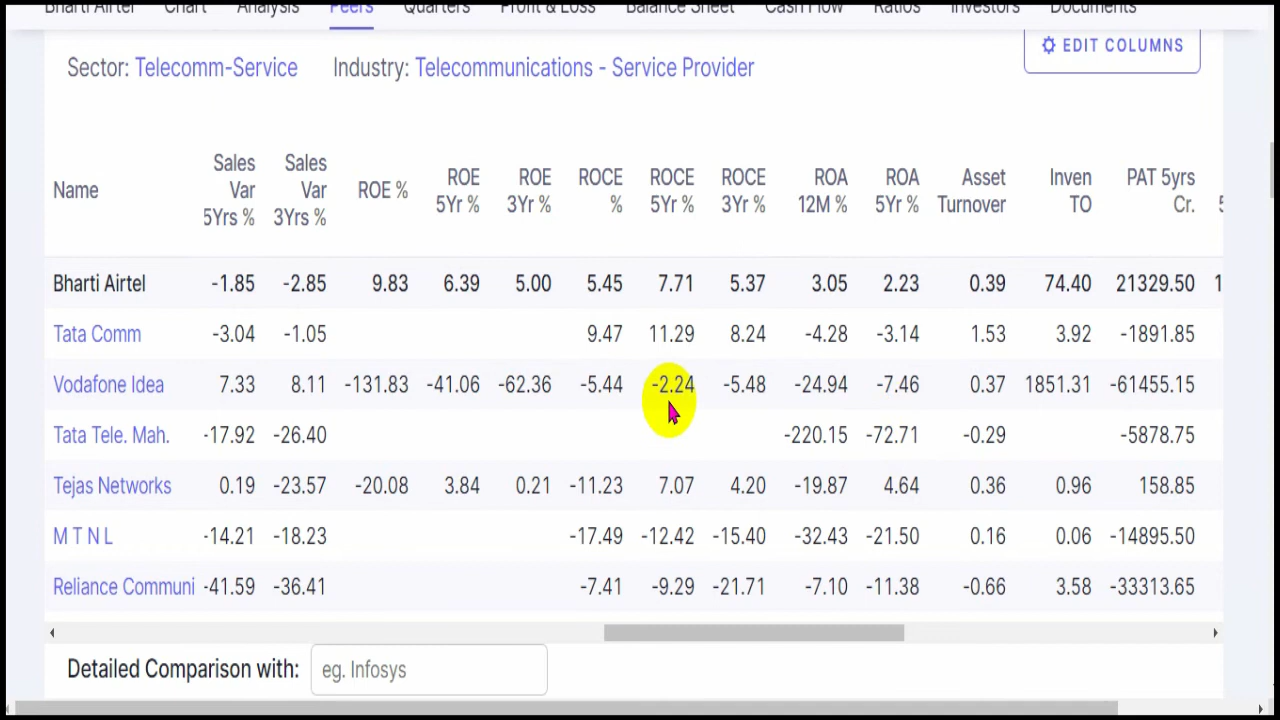 Bharti Airtel Chart Analysis Peers Quarters Profit & Loss Balance Sheet Cash Flow Ratios Investors Documents
EDIT COLUMNS
Sector: Telecomm-Service Industry: Telecommunications - Service Provider
Name Sales Var 5Yrs % Sales Var 3Yrs % ROE % ROE 5Yr % ROE 3Yr % ROCE % ROCE 5Yr % ROCE 3Yr % ROA 12M % ROA 5Yr % Asset Turnover Inven TO PAT 5yrs Cr.
Bharti Airtel -1.85 -2.85 9.83 6.39 5.00 5.45 7.71 5.37 3.05 2.23 0.39 74.40 21329.50 1
Tata Comm -3.04 -1.05 9.47 11.29 8.24 -4.28 -3.14 1.53 3.92 -1891.85
Vodafone Idea 7.33 8.11 -131.83 -41.06 -62.36 -5.44 -2.24 -5.48 -24.94 -7.46 0.37 1851.31 -61455.15
Tata Tele. Mah. -17.92 -26.40 -220.15 -72.71 -0.29 -5878.75
Tejas Networks 0.19 -23.57 -20.08 3.84 0.21 -11.23 7.07 4.20 -19.87 4.64 0.36 0.96 158.85
M T N L -14.21 -18.23 -17.49 -12.42 -15.40 -32.43 -21.50 0.16 0.06 -14895.50
Reliance Communi -41.59 -36.41 -7.41 -9.29 -21.71 -7.10 -11.38 -0.66 3.58 -33313.65
Detailed Comparison with: eg. Infosys